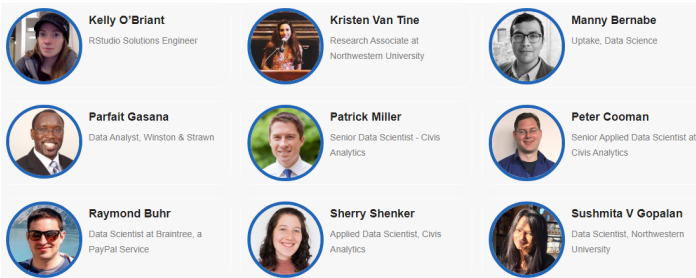 Kelly O'Briant
RStudio Solutions Engineer
Kristen Van Tine
Research Associate at
Northwestern University
Manny Bernabe
Uptake, Data Science
Parfait Gasana
Data Analyst, Winston & Strawn
Patrick Miller
Senior Data Scientist - Civis
Analytics
Peter Cooman
Senior Applied Data Scientist at
Civis Analytics
Raymond Buhr
Data Scientist at Braintree, a
PayPal Service
Sherry Shenker
Applied Data Scientist, Civis
Analytics
Sushmita V Gopalan
Data Scientist, Northwestern
University